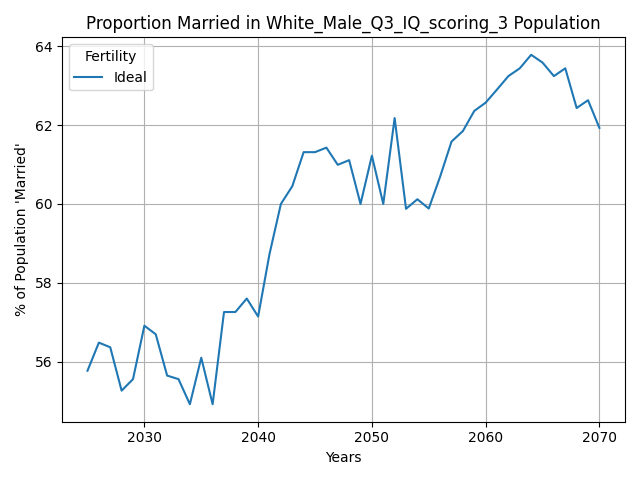 Proportion Married in White_Male_Q3_IQ_scoring_3 Population
Fertility
Ideal
% of Population 'Married'
64
62
60
58
56
2030
2040
2050
2060
2070
Years